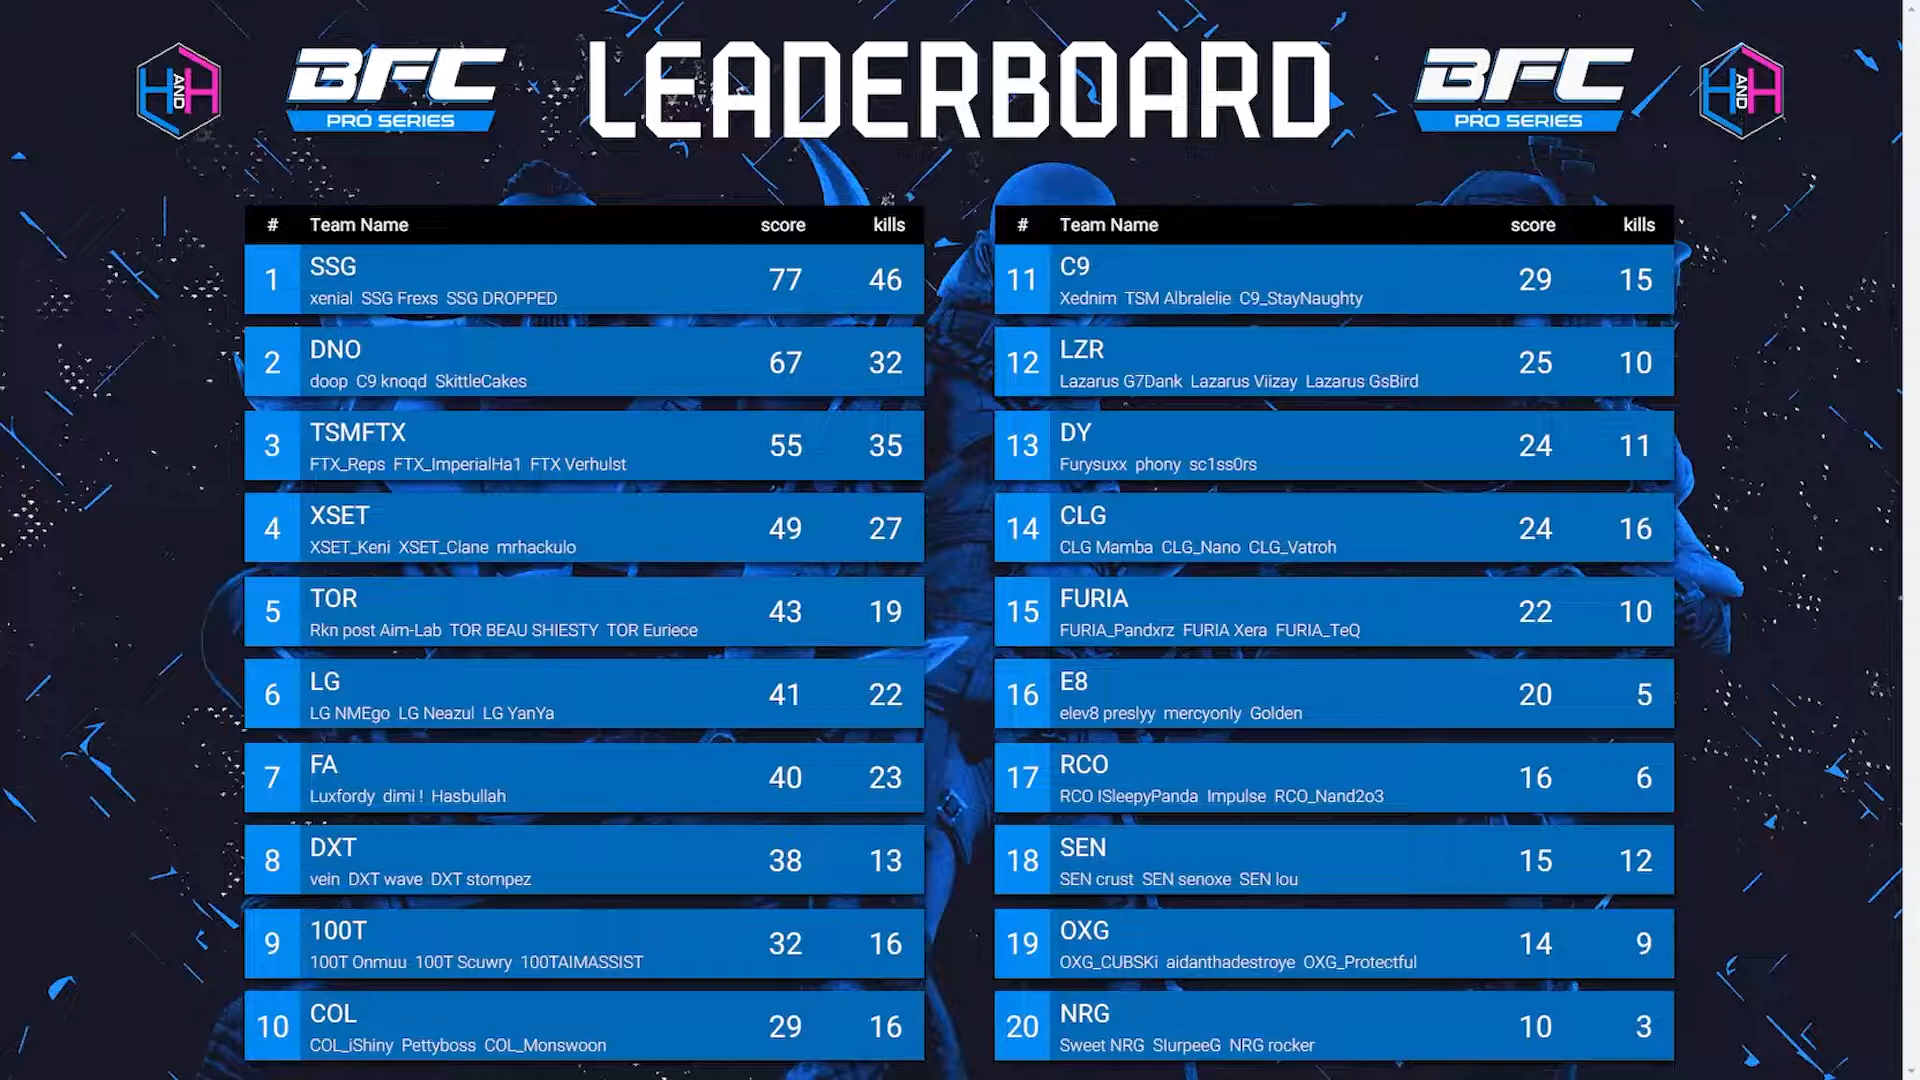 H AND H
BFC
PRO SERIES
LEADERBOARD
BFC
PRO SERIES
H AND H
# Team Name score kills
1 SSG 77 46
xenial SSG Frexs SSG DROPPED
2 DNO 67 32
doop C9 knoqd SkittleCakes
3 TSMFTX 55 35
FTX_Reps FTX_ImperialHa1 FTX Verhulst
4 XSET 49 27
XSET_Keni XSET_Clane mrhackulo
5 TOR 43 19
Rkn post Aim-Lab TOR BEAU SHIESTY TOR Euriece
6 LG 41 22
LG NMEgo LG Neazul LG YanYa
7 FA 40 23
Luxfordy dimi ! Hasbullah
8 DXT 38 13
vein DXT wave DXT stompez
9 100T 32 16
100T Onmuu 100T Scuwry 100TAIMASSIST
10 COL 29 16
COL_iShiny Pettyboss COL_Monswoon
# Team Name score kills
11 C9 29 15
Xednim TSM Albralelie C9_StayNaughty
12 LZR 25 10
Lazarus G7Dank Lazarus Viizay Lazarus GsBird
13 DY 24 11
Furysuxx phony sc1ss0rs
14 CLG 24 16
CLG Mamba CLG_Nano CLG_Vatroh
15 FURIA 22 10
FURIA_Pandxrz FURIA Xera FURIA_TeQ
16 E8 20 5
elev8 preslyy mercyonly Golden
17 RCO 16 6
RCO ISleepyPanda Impulse RCO_Nand2o3
18 SEN 15 12
SEN crust SEN senoxe SEN lou
19 OXG 14 9
OXG_CUBSKi aidanthadestroye OXG_Protectful
20 NRG 10 3
Sweet NRG SlurpeeG NRG rocker